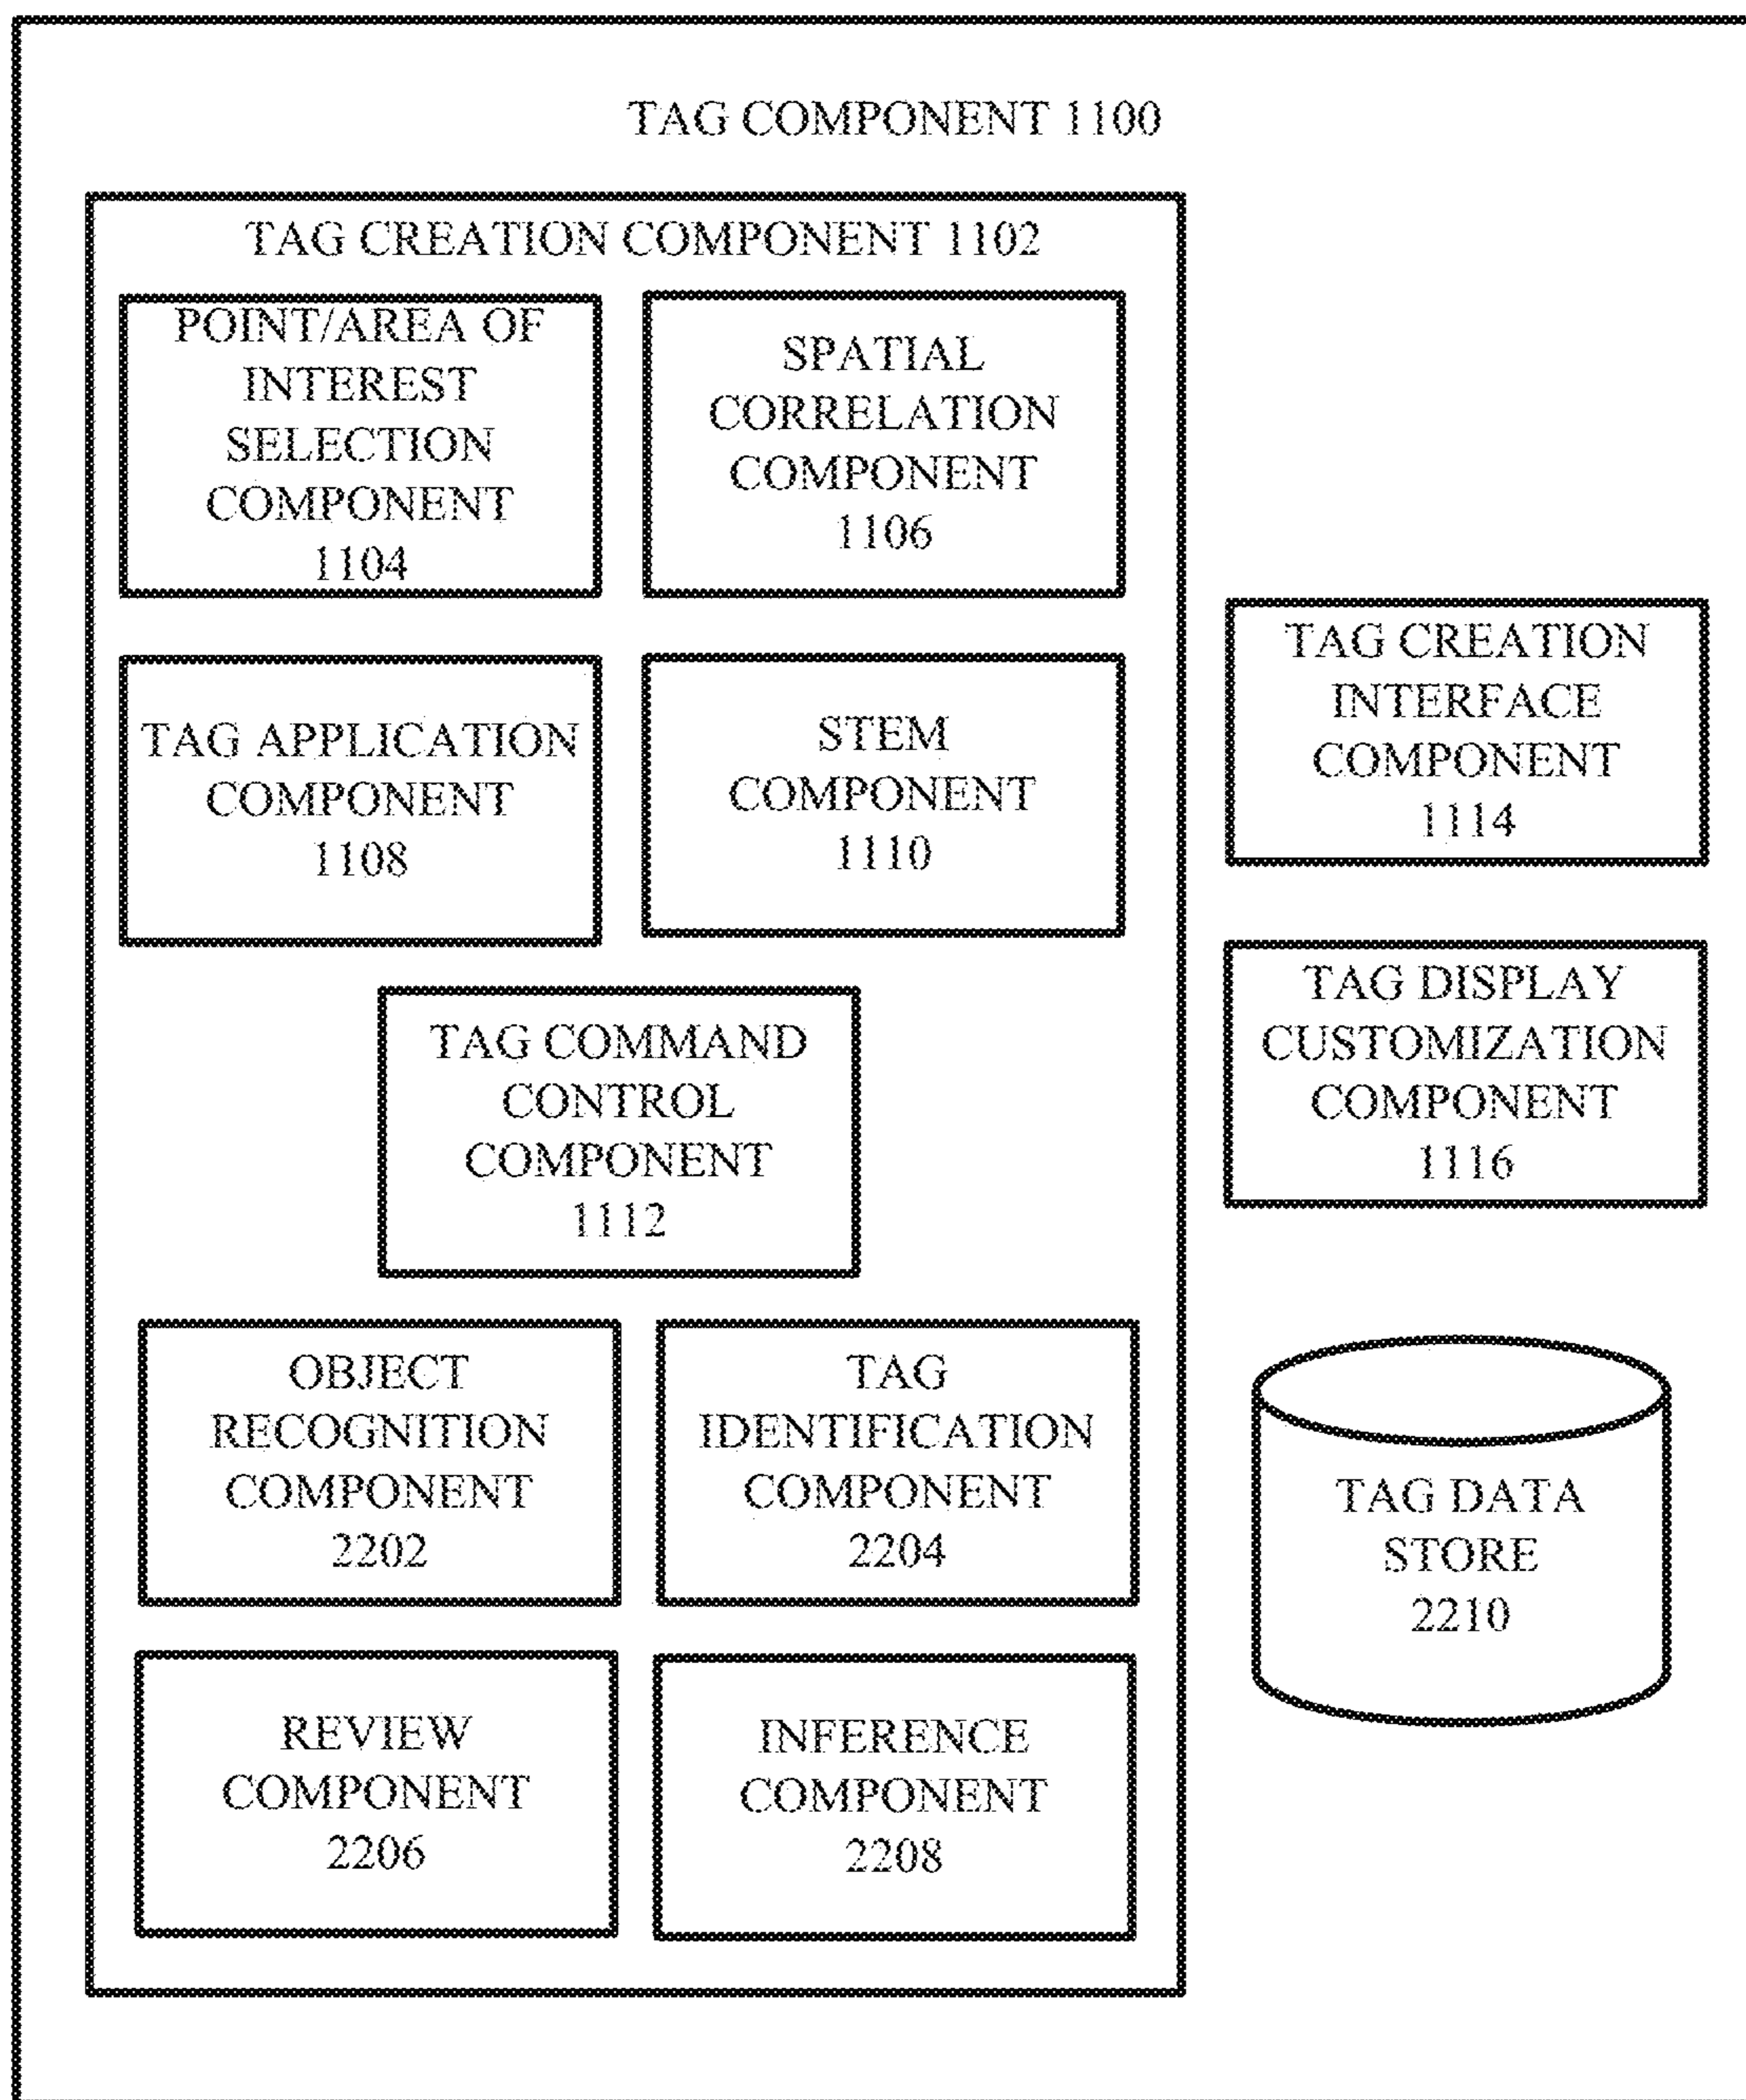 TAG COMPONENT 1100
TAG CREATION COMPONENT 1102
POINT/AREA OF
INTEREST
SELECTION
COMPONENT
1104
SPATIAL
CORRELATION
COMPONENT
1106
TAG APPLICATION
COMPONENT
1108
STEM
COMPONENT
1110
TAG COMMAND
CONTROL
COMPONENT
1112
OBJECT
RECOGNITION
COMPONENT
2202
TAG
IDENTIFICATION
COMPONENT
2204
REVIEW
COMPONENT
2206
INFERENCE
COMPONENT
2208
TAG CREATION
INTERFACE
COMPONENT
1114
TAG DISPLAY
CUSTOMIZATION
COMPONENT
1116
TAG DATA
STORE
2210